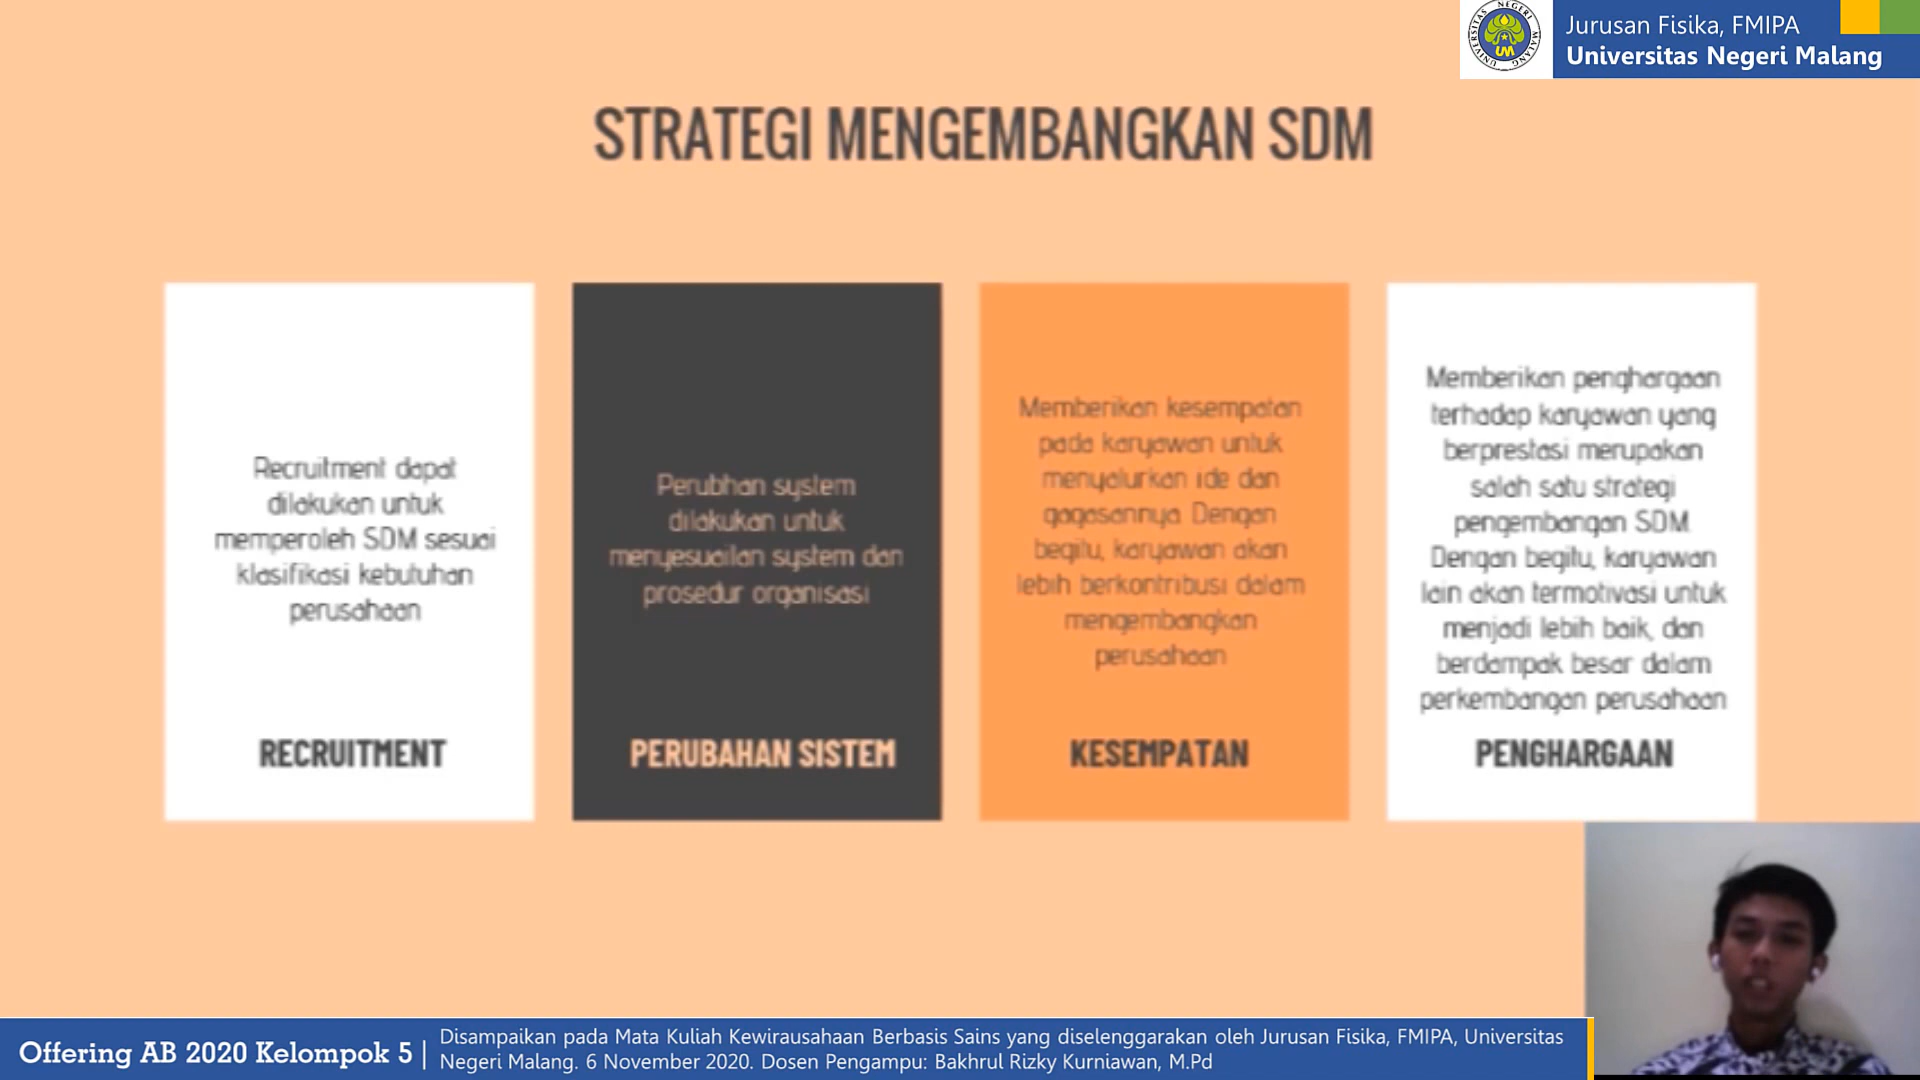 Jurusan Fisika, FMIPA
Universitas Negeri Malang
UNIVERSITAS NEGERI MALANG
UM
STRATEGI MENGEMBANGKAN SDM
Recruitment dapat
dilakukan untuk
memperoleh SDM sesuai
klasifikasi kebutuhan
perusahaan
RECRUITMENT
Perubhan system
dilakukan untuk
menyesuailan system dan
prosedur organisasi
PERUBAHAN SISTEM
Memberikan kesempatan
pada karyawan untuk
menyalurkan ide dan
gagasannya. Dengan
begitu, karyawan akan
lebih berkontribusi dalam
mengembangkan
perusahaan
KESEMPATAN
Memberikan penghargaan
terhadap karyawan yang
berprestasi merupakan
salah satu strategi
pengembangan SDM.
Dengan begitu, karyawan
lain akan termotivasi untuk
menjadi lebih baik, dan
berdampak besar dalam
perkembangan perusahaan
PENGHARGAAN
Offering AB 2020 Kelompok 5 |
Disampaikan pada Mata Kuliah Kewirausahaan Berbasis Sains yang diselenggarakan oleh Jurusan Fisika, FMIPA, Universitas
Negeri Malang. 6 November 2020. Dosen Pengampu: Bakhrul Rizky Kurniawan, M.Pd